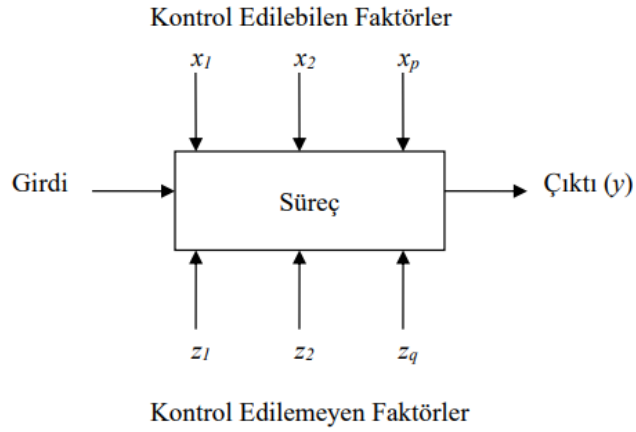 Kontrol Edilebilen Faktörler
x1 x2 xp
Girdi
Süreç
Çıktı (y)
z1 z2 zq
Kontrol Edilemeyen Faktörler